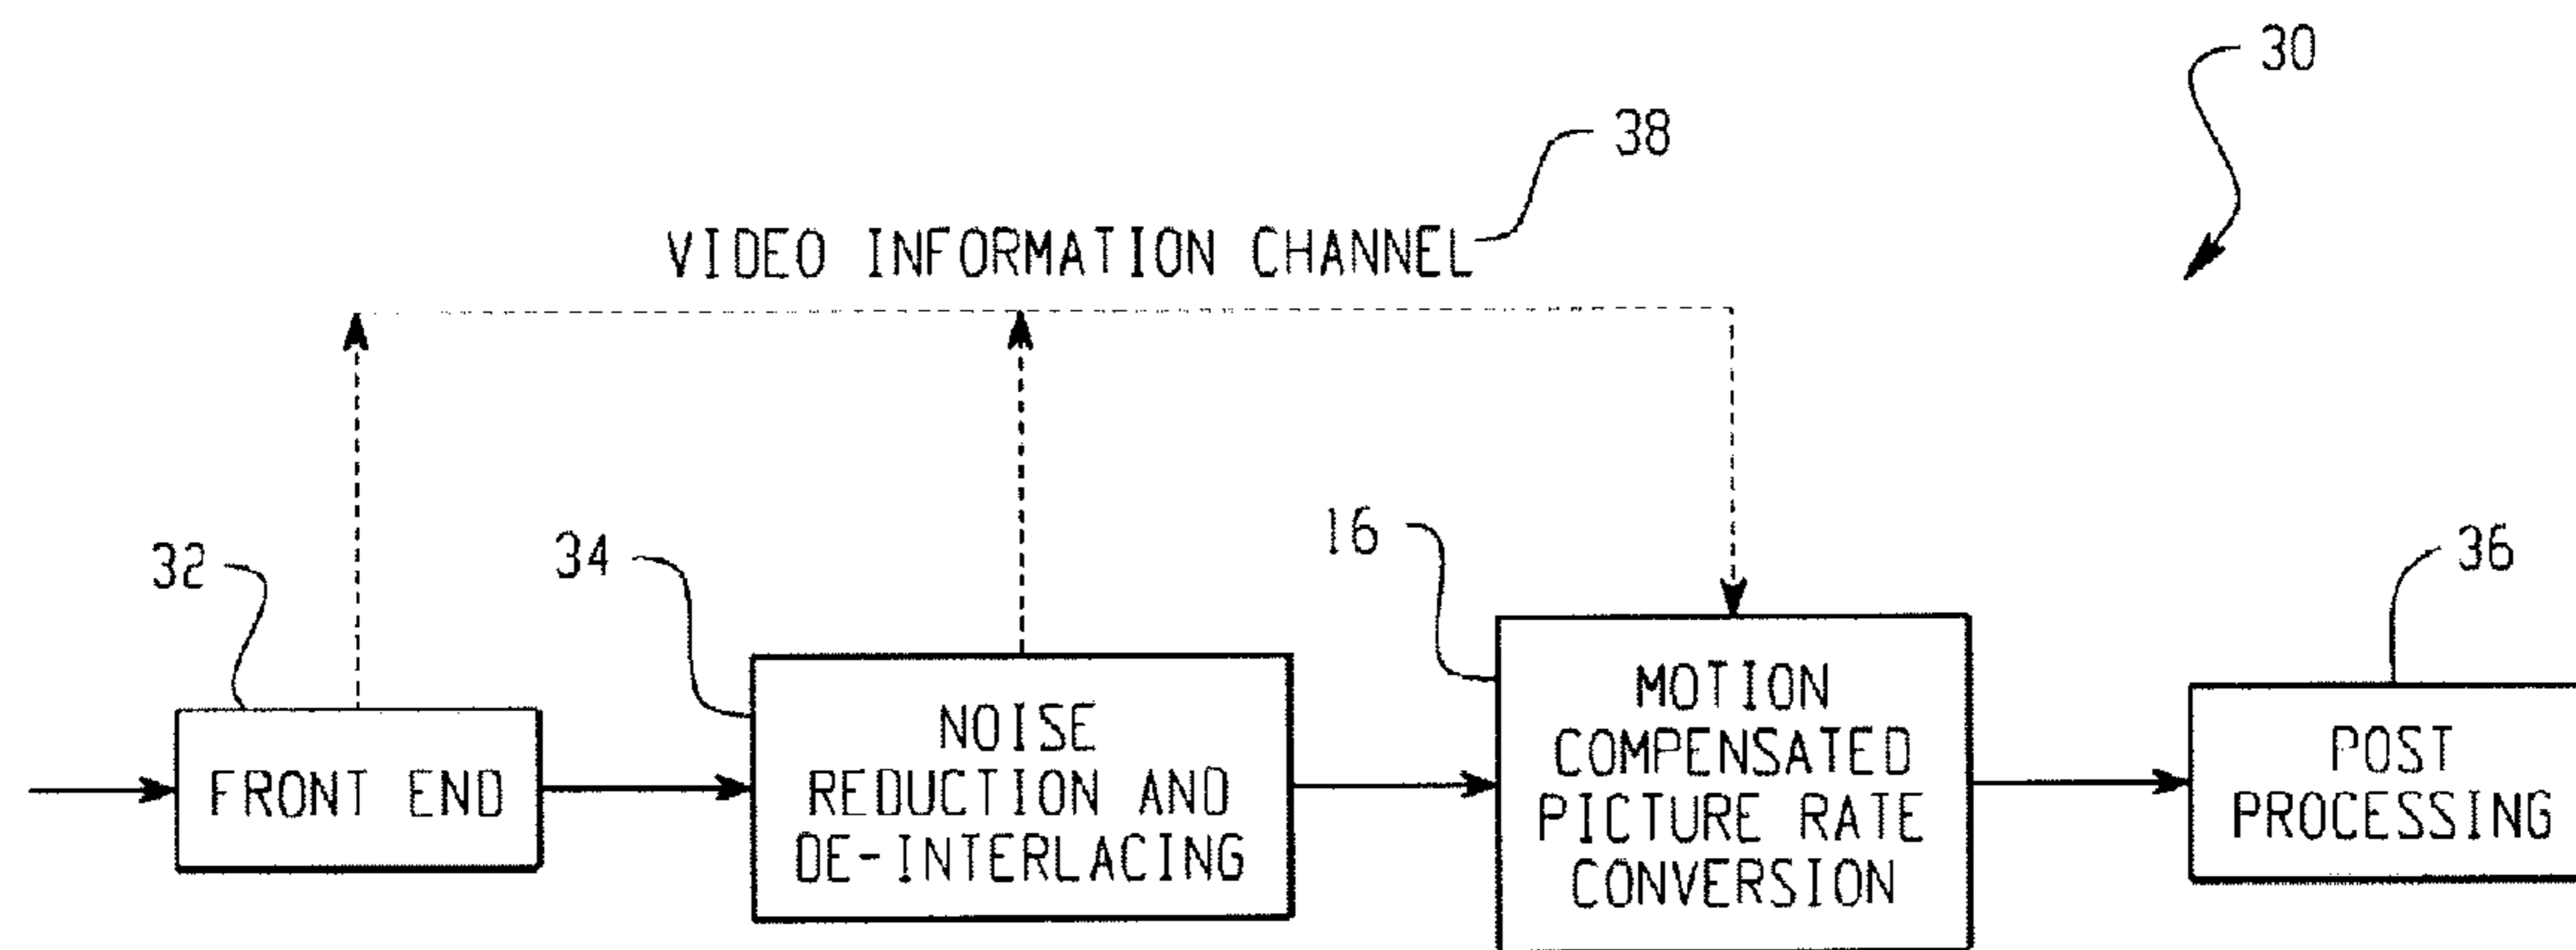 30
38
VIDEO INFORMATION CHANNEL
32
34
16
36
FRONT END
NOISE
REDUCTION AND
DE-INTERLACING
MOTION
COMPENSATED
PICTURE RATE
CONVERSION
POST
PROCESSING